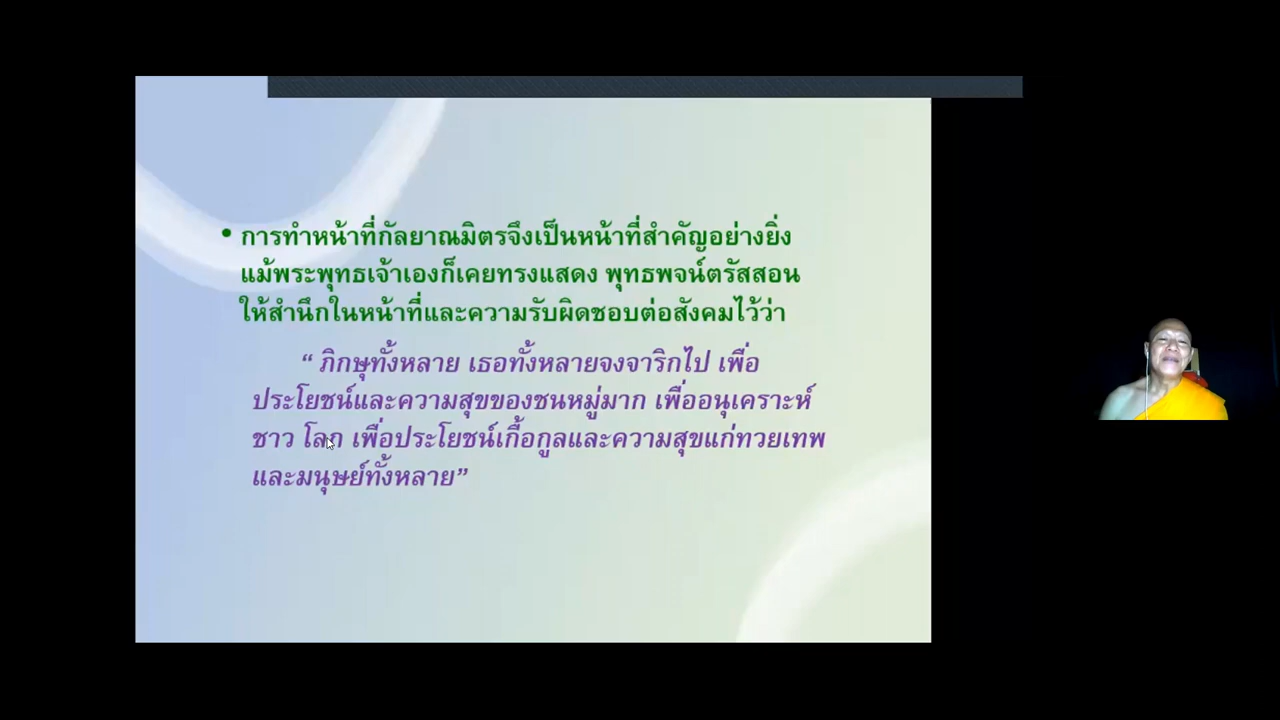 • การทำหน้าที่กัลยาณมิตรจึงเป็นหน้าที่สำคัญอย่างยิ่ง
แม้พระพุทธเจ้าเองก็เคยทรงแสดง พุทธพจน์ตรัสสอน
ให้สำนึกในหน้าที่และความรับผิดชอบต่อสังคมไว้ว่า
“ ภิกษุทั้งหลาย เธอทั้งหลายจงจาริกไป เพื่อ
ประโยชน์และความสุขของชนหมู่มาก เพื่ออนุเคราะห์
ชาว โลก เพื่อประโยชน์เกื้อกูลและความสุขแก่ทวยเทพ
และมนุษย์ทั้งหลาย”